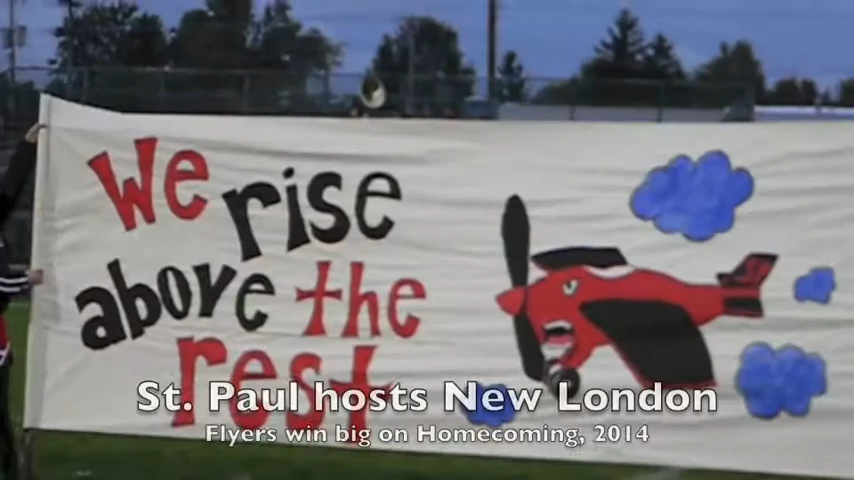 We
rise
above the
rest
St. Paul hosts New London
Flyers win big on Homecoming, 2014